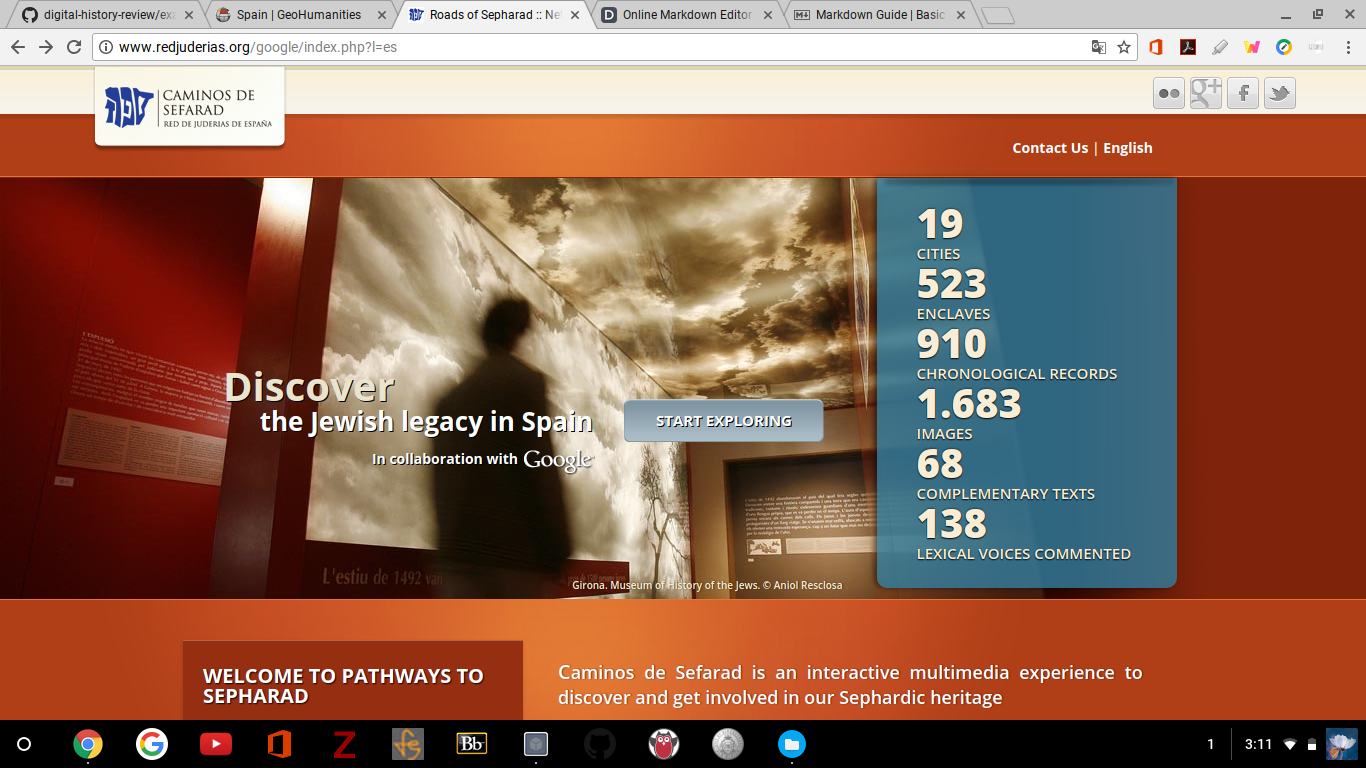 digital-history-review/exa
Spain | GeoHumanities
Roads of Sepharad :: Net
Online Markdown Editor
Markdown Guide | Basic
www.redjuderias.org/google/index.php?l=es
CAMINOS DE
SEFARAD
RED DE JUDERIAS DE ESPAÑA
Contact Us | English
19
CITIES
523
ENCLAVES
910
CHRONOLOGICAL RECORDS
1.683
IMAGES
68
COMPLEMENTARY TEXTS
138
LEXICAL VOICES COMMENTED
Discover
the Jewish legacy in Spain
START EXPLORING
In collaboration with Google
L'estiu de 1492 van
Girona. Museum of History of the Jews. © Aniol Resclosa
WELCOME TO PATHWAYS TO
SEPHARAD
Caminos de Sefarad is an interactive multimedia experience to
discover and get involved in our Sephardic heritage
Bb
1
3:11